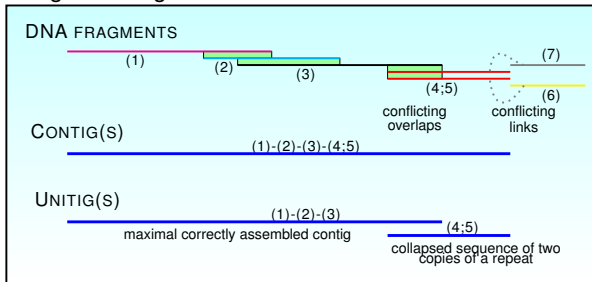 DNA FRAGMENTS
(1)
(2)
(3)
(4;5)
(7)
(6)
conflicting
overlaps
conflicting
links
CONTIG(S)
(1)-(2)-(3)-(4;5)
UNITIG(S)
(1)-(2)-(3)
maximal correctly assembled contig
(4;5)
collapsed sequence of two
copies of a repeat